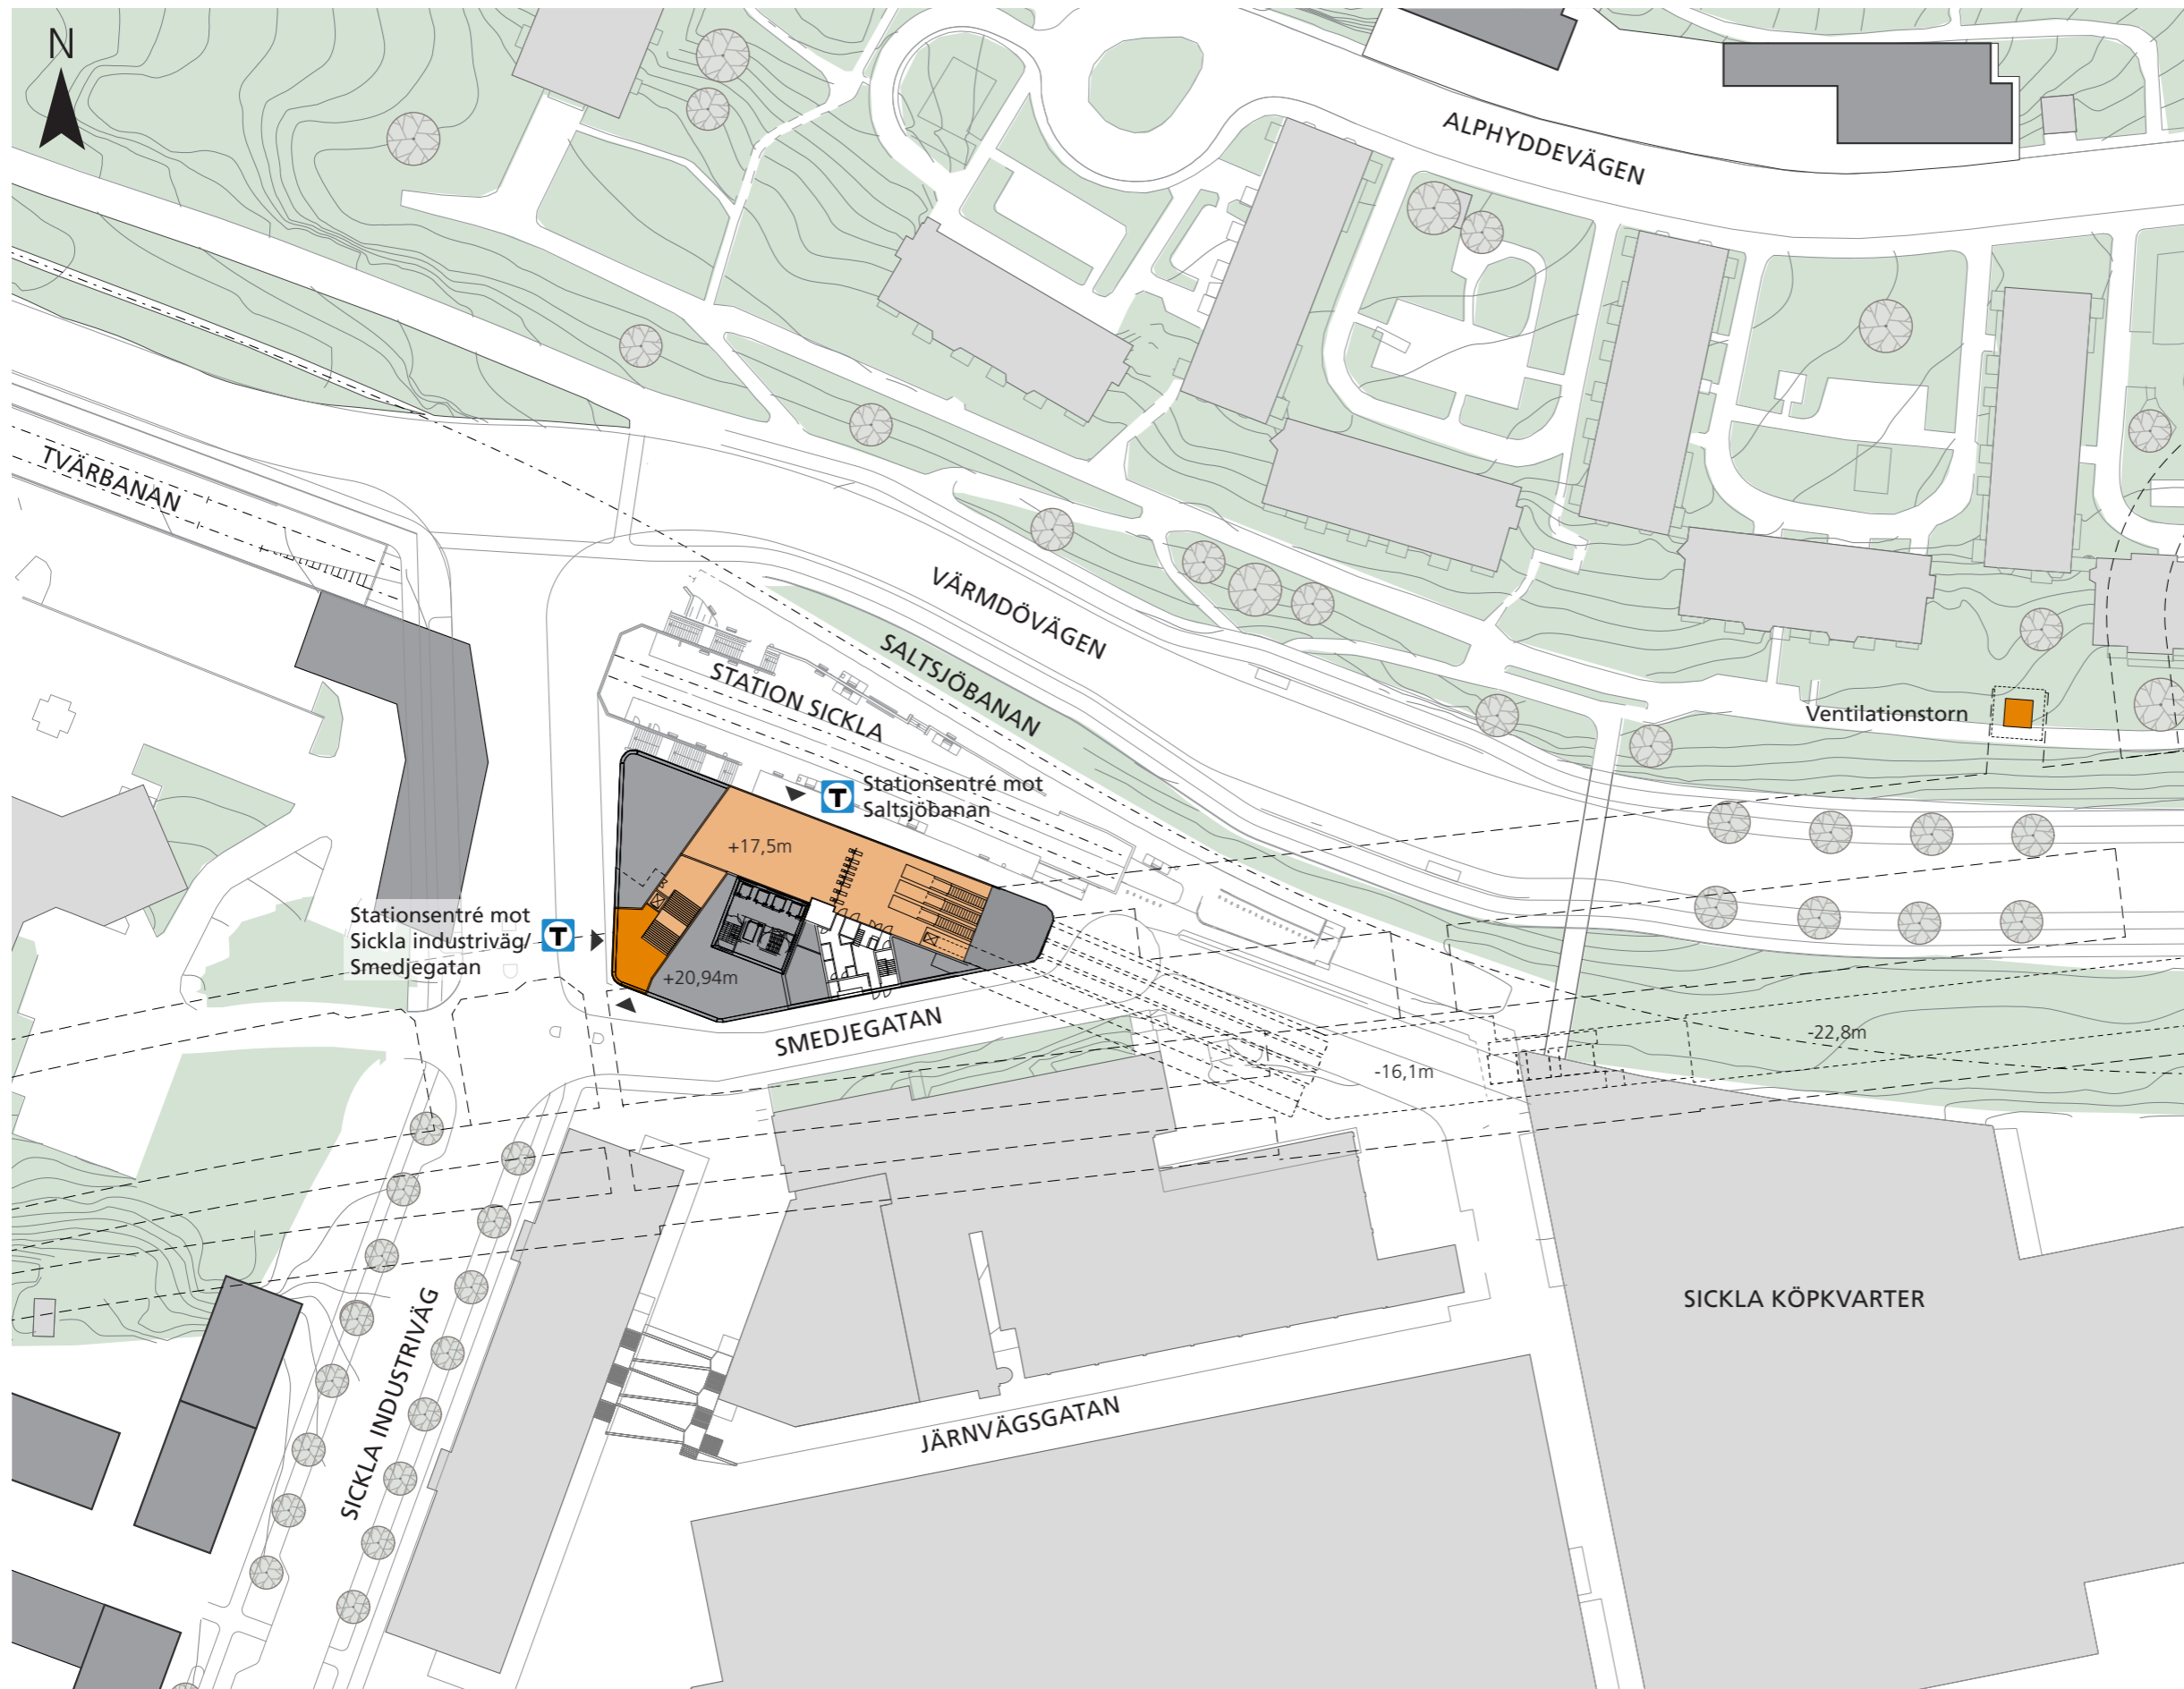 N
ALPHYDDEVÄGEN
TVÄRBANAN
VÄRMDÖVÄGEN
SALTSJÖBANAN
STATION SICKLA
Ventilationstorn
T
Stationsentré mot
Saltsjöbanan
+17,5m
Stationsentré mot
Sickla industriväg/
Smedjegatan
T
+20,94m
SMEDJEGATAN
-22,8m
-16,1m
SICKLA KÖPKVARTER
SICKLA INDUSTRIVÄG
JÄRNVÄGSGATAN